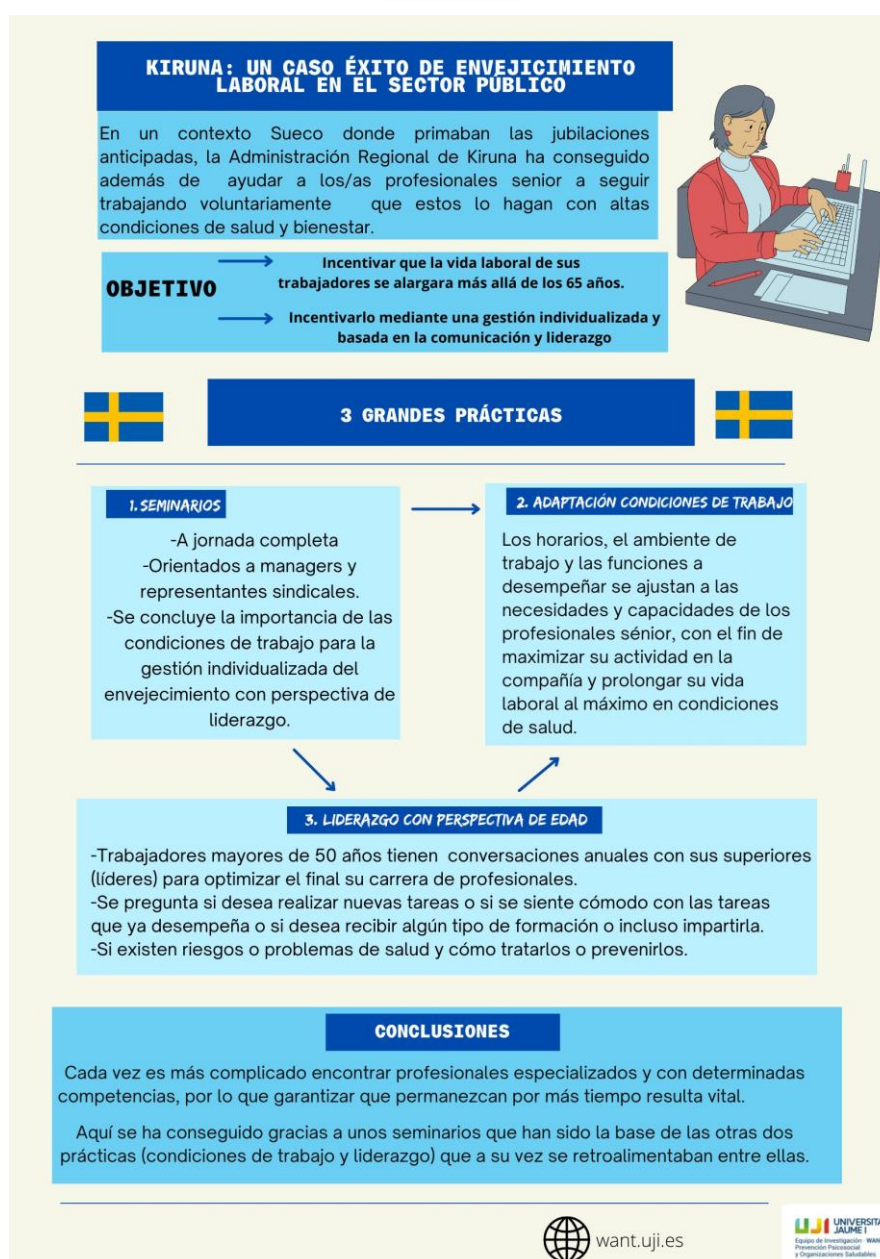 KIRUNA: UN CASO ÉXITO DE ENVEJICIMIENTO
LABORAL EN EL SECTOR PÚBLICO
En un contexto Sueco donde primaban las jubilaciones
anticipadas, la Administración Regional de Kiruna ha conseguido
además de ayudar a los/as profesionales senior a seguir
trabajando voluntariamente que estos lo hagan con altas
condiciones de salud y bienestar.
OBJETIVO
Incentivar que la vida laboral de sus
trabajadores se alargara más allá de los 65 años.
Incentivarlo mediante una gestión individualizada y
basada en la comunicación y liderazgo
3 GRANDES PRÁCTICAS
1. SEMINARIOS
-A jornada completa
-Orientados a managers y
representantes sindicales.
-Se concluye la importancia de las
condiciones de trabajo para la
gestión individualizada del
envejecimiento con perspectiva de
liderazgo.
2. ADAPTACIÓN CONDICIONES DE TRABAJO
Los horarios, el ambiente de
trabajo y las funciones a
desempeñar se ajustan a las
necesidades y capacidades de los
profesionales sénior, con el fin de
maximizar su actividad en la
compañía y prolongar su vida
laboral al máximo en condiciones
de salud.
3. LIDERAZGO CON PERSPECTIVA DE EDAD
-Trabajadores mayores de 50 años tienen conversaciones anuales con sus superiores
(líderes) para optimizar el final su carrera de profesionales.
-Se pregunta si desea realizar nuevas tareas o si se siente cómodo con las tareas
que ya desempeña o si desea recibir algún tipo de formación o incluso impartirla.
-Si existen riesgos o problemas de salud y cómo tratarlos o prevenirlos.
CONCLUSIONES
Cada vez es más complicado encontrar profesionales especializados y con determinadas
competencias, por lo que garantizar que permanezcan por más tiempo resulta vital.
Aquí se ha conseguido gracias a unos seminarios que han sido la base de las otras dos
prácticas (condiciones de trabajo y liderazgo) que a su vez se retroalimentaban entre ellas.
want.uji.es
UJI UNIVERSITA
JAUME I
Equipo de Investigación · WAN
Prevención Psicosocial
y Organizaciones Saludables